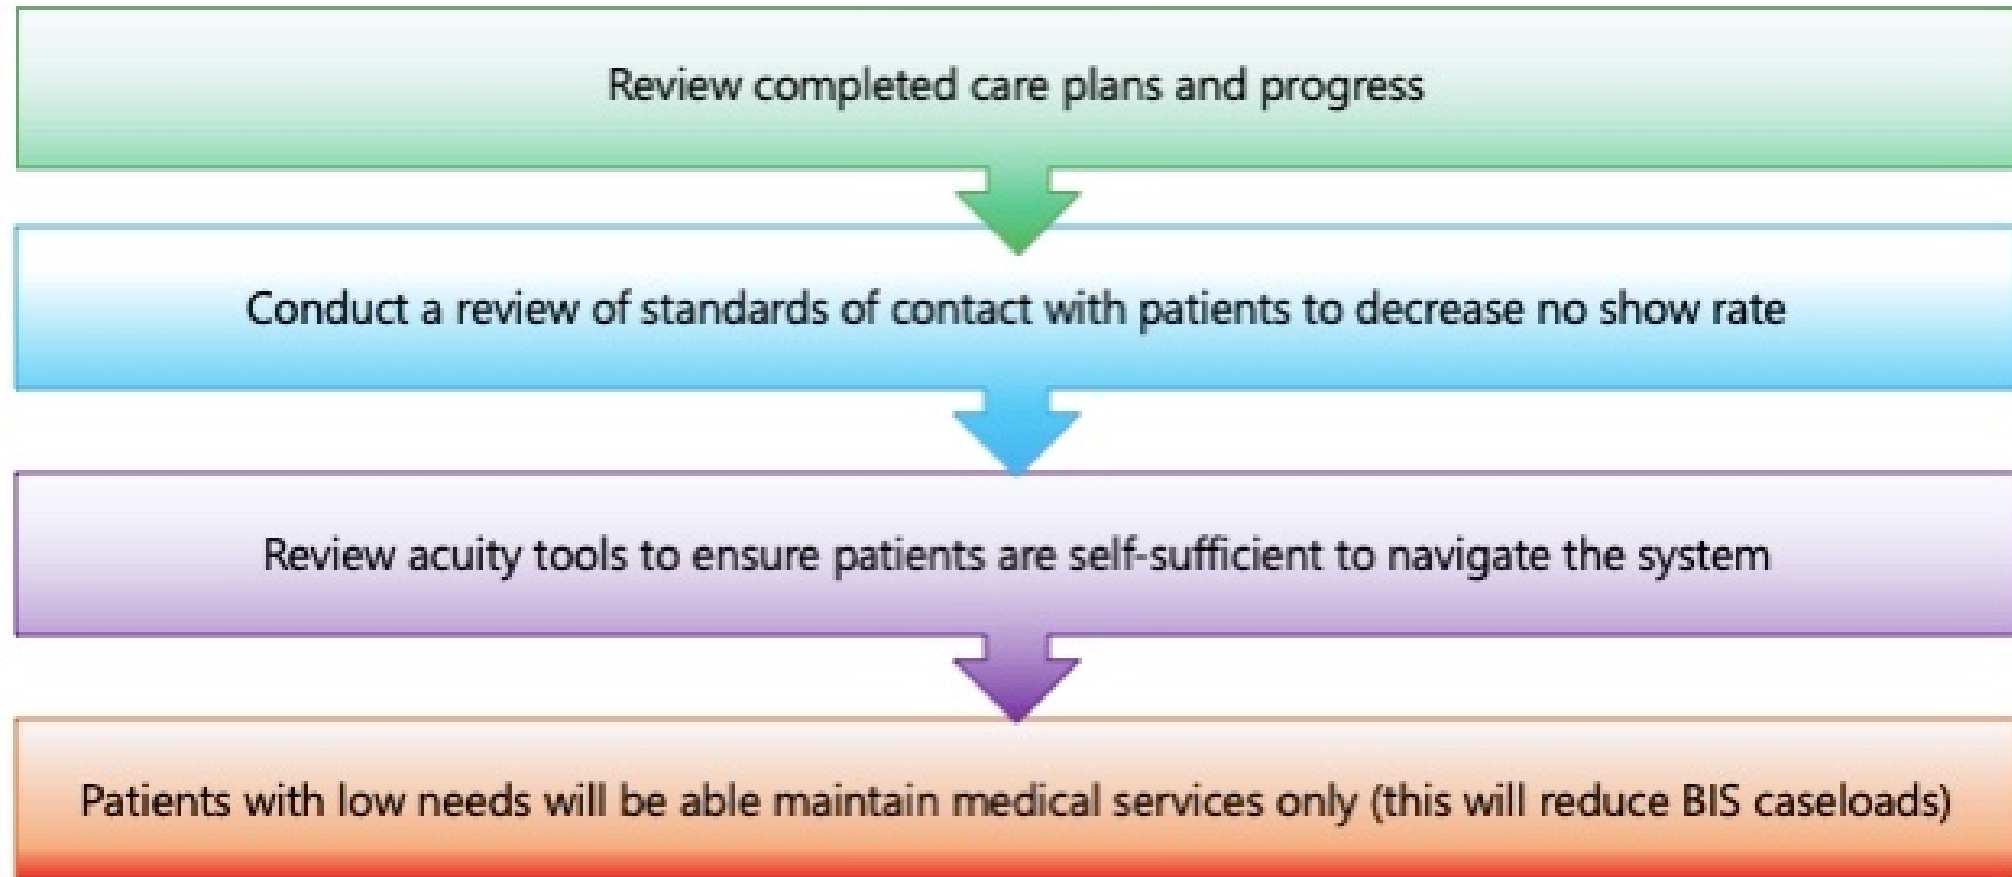 Review completed care plans and progress
Conduct a review of standards of contact with patients to decrease no show rate
Review acuity tools to ensure patients are self-sufficient to navigate the system
Patients with low needs will be able maintain medical services only (this will reduce BIS caseloads)